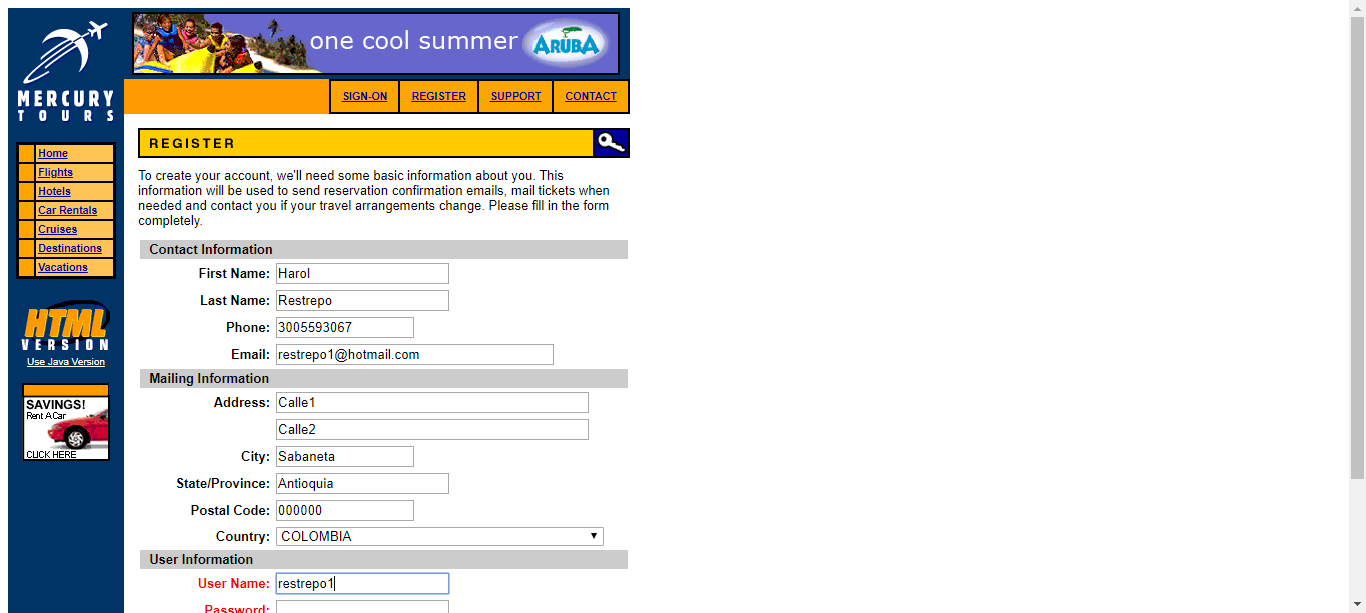 one cool summer ARUBA
MERCURY
TOURS
SIGN-ON REGISTER SUPPORT CONTACT
REGISTER
Home
Flights
Hotels
Car Rentals
Cruises
Destinations
Vacations
HTML
VERSION
Use Java Version
SAVINGS!
Rent A Car
CLICK HERE
To create your account, we'll need some basic information about you. This
information will be used to send reservation confirmation emails, mail tickets when
needed and contact you if your travel arrangements change. Please fill in the form
completely.
Contact Information
First Name: Harol
Last Name: Restrepo
Phone: 3005593067
Email: restrepo1@hotmail.com
Mailing Information
Address: Calle1
Calle2
City: Sabaneta
State/Province: Antioquia
Postal Code: 000000
Country: COLOMBIA
User Information
User Name: restrepo1
Password: